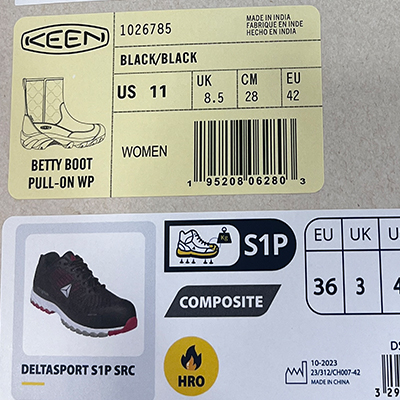 KEEN
1026785
MADE IN INDIA
FABRIQUE EN INDE
HECHO EN INDIA
BLACK/BLACK
US 11
UK
8.5
CM
28
EU
42
BETTY BOOT
PULL-ON WP
WOMEN
1 95208 06280 3
S1P
COMPOSITE
HRO
EU
36
UK
3
DELTASPORT S1P SRC
10-2023
23/312/CH007-42
MADE IN CHINA